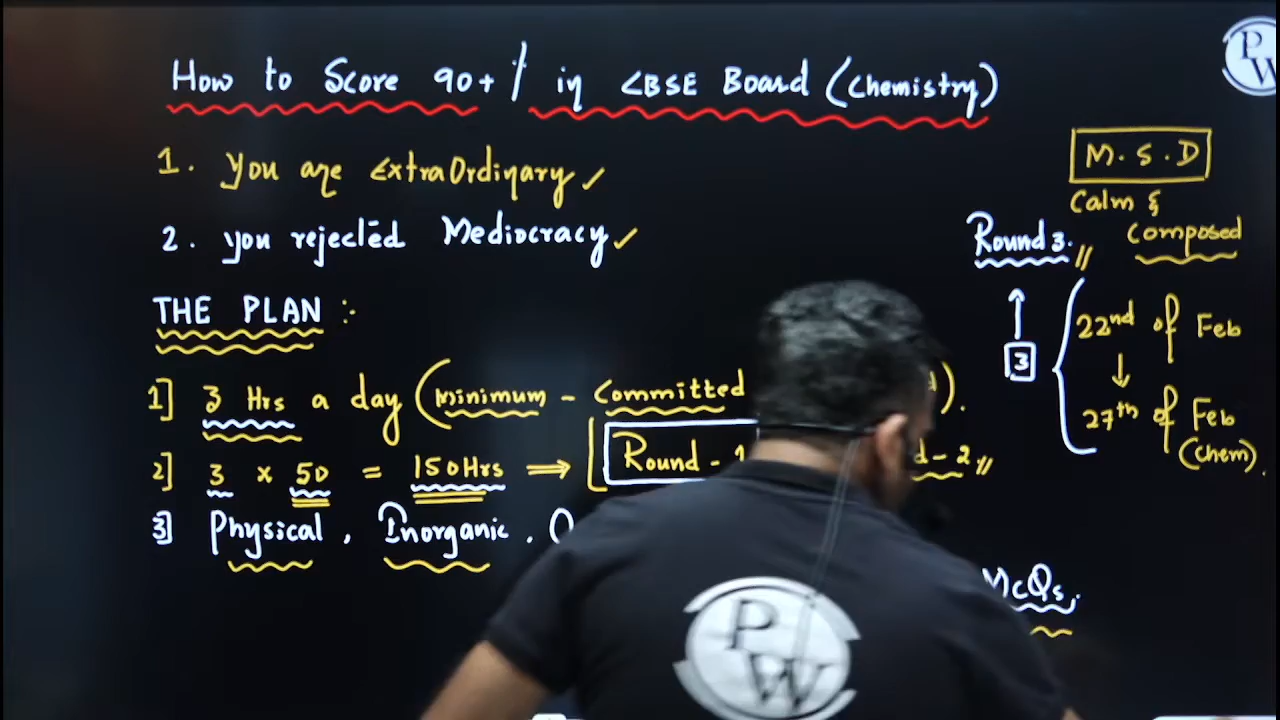 How to Score 90+ % in CBSE Board (Chemistry)
1. you are ExtraOrdinary ✓
2. you rejected Mediocracy ✓
THE PLAN :-
1] 3 Hrs a day (Minimum - Committed ).
2] 3 x 50 = 150Hrs ⇒ Round - 1 d-2 //
3] Physical, Inorganic, O
MCQs.
M.S.D
Calm &
Composed
Round 3. //
↑
3
22nd of Feb
↓
27th of Feb
(Chem).
PW
PW